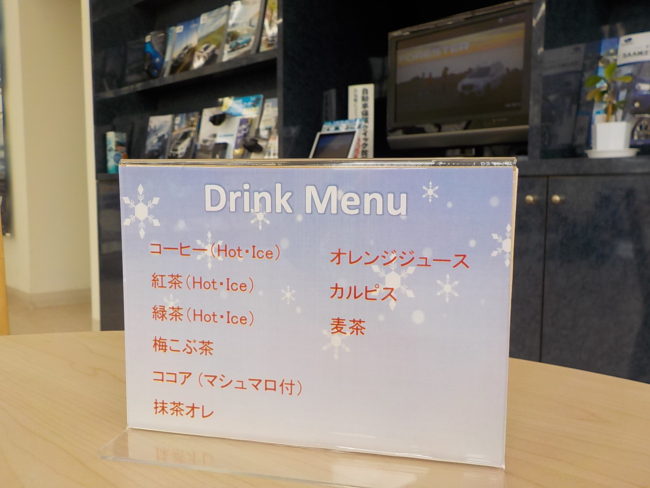 FORESTER
Drink Menu
コーヒー(Hot・Ice)
紅茶(Hot・Ice)
緑茶(Hot・Ice)
梅こぶ茶
ココア(マシュマロ付)
抹茶オレ
オレンジジュース
カルピス
麦茶